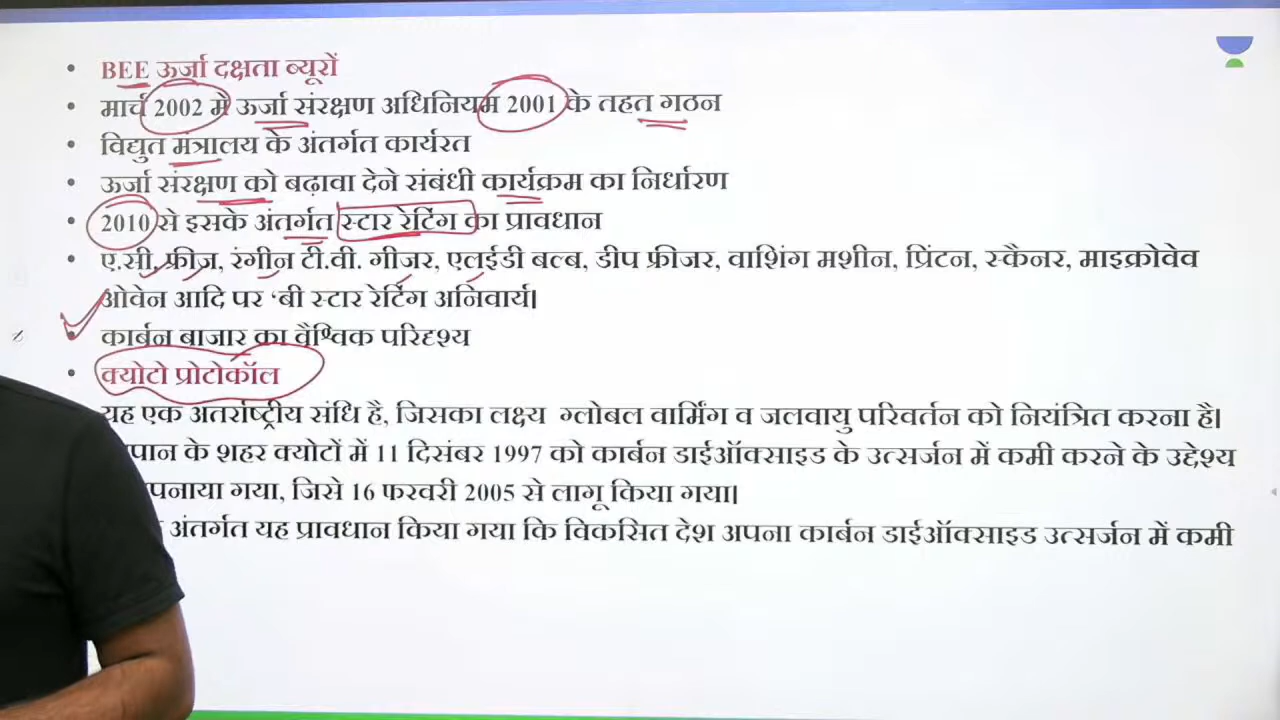 BEE ऊर्जा दक्षता ब्यूरों
मार्च 2002 मैं ऊर्जा संरक्षण अधिनियम 2001 के तहत गठन
विद्युत मंत्रालय के अंतर्गत कार्यरत
ऊर्जा संरक्षण को बढ़ावा देने संबंधी कार्यक्रम का निर्धारण
2010 से इसके अंतर्गत स्टार रेटिंग का प्रावधान
ए.सी, फ्रीज, रंगीन टी.वी. गीजर, एलईडी बल्ब, डीप फ्रीजर, वाशिंग मशीन, प्रिंटन, स्कैनर, माइक्रोवेव
ओवेन आदि पर 'बी स्टार रेटिंग अनिवार्य।
कार्बन बाजार का वैश्विक परिदृश्य
क्योटो प्रोटोकॉल
यह एक अतर्राष्ट्रीय संधि है, जिसका लक्ष्य ग्लोबल वार्मिंग व जलवायु परिवर्तन को नियंत्रित करना है।
पान के शहर क्योटों में 11 दिसंबर 1997 को कार्बन डाईऑक्साइड के उत्सर्जन में कमी करने के उद्देश्य
पनाया गया, जिसे 16 फरवरी 2005 से लागू किया गया।
अंतर्गत यह प्रावधान किया गया कि विकसित देश अपना कार्बन डाईऑक्साइड उत्सर्जन में कमी